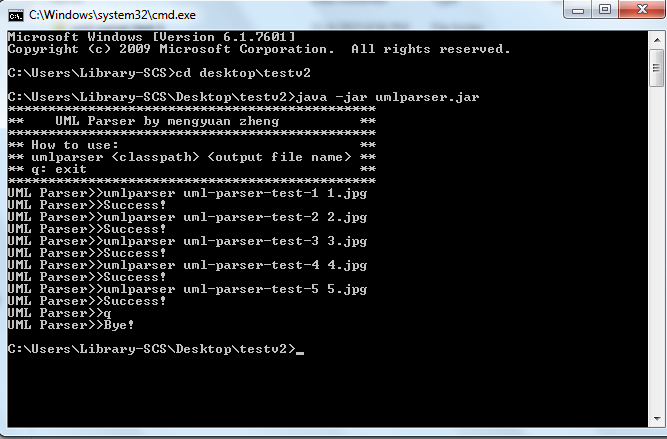 C:\Windows\system32\cmd.exe
Microsoft Windows [Version 6.1.7601]
Copyright (c) 2009 Microsoft Corporation.  All rights reserved.
C:\Users\Library-SCS>cd desktop\testv2
C:\Users\Library-SCS\Desktop\testv2>java -jar umlparser.jar
**********************************************
**    UML Parser by mengyuan zheng          **
**********************************************
** How to use:                              **
** umlparser <classpath> <output file name> **
** q: exit                                  **
**********************************************
UML Parser>>umlparser uml-parser-test-1 1.jpg
UML Parser>>Success!
UML Parser>>umlparser uml-parser-test-2 2.jpg
UML Parser>>Success!
UML Parser>>umlparser uml-parser-test-3 3.jpg
UML Parser>>Success!
UML Parser>>umlparser uml-parser-test-4 4.jpg
UML Parser>>Success!
UML Parser>>umlparser uml-parser-test-5 5.jpg
UML Parser>>Success!
UML Parser>>q
UML Parser>>Bye!
C:\Users\Library-SCS\Desktop\testv2>_